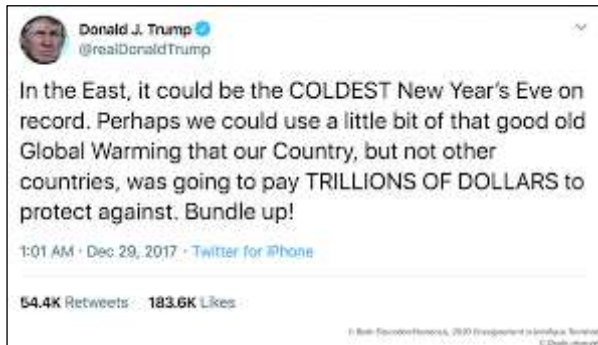 Donald J. Trump
@realDonaldTrump
In the East, it could be the COLDEST New Year's Eve on
record. Perhaps we could use a little bit of that good old
Global Warming that our Country, but not other
countries, was going to pay TRILLIONS OF DOLLARS to
protect against. Bundle up!
1:01 AM · Dec 29, 2017 · Twitter for iPhone
54.4K Retweets 183.6K Likes